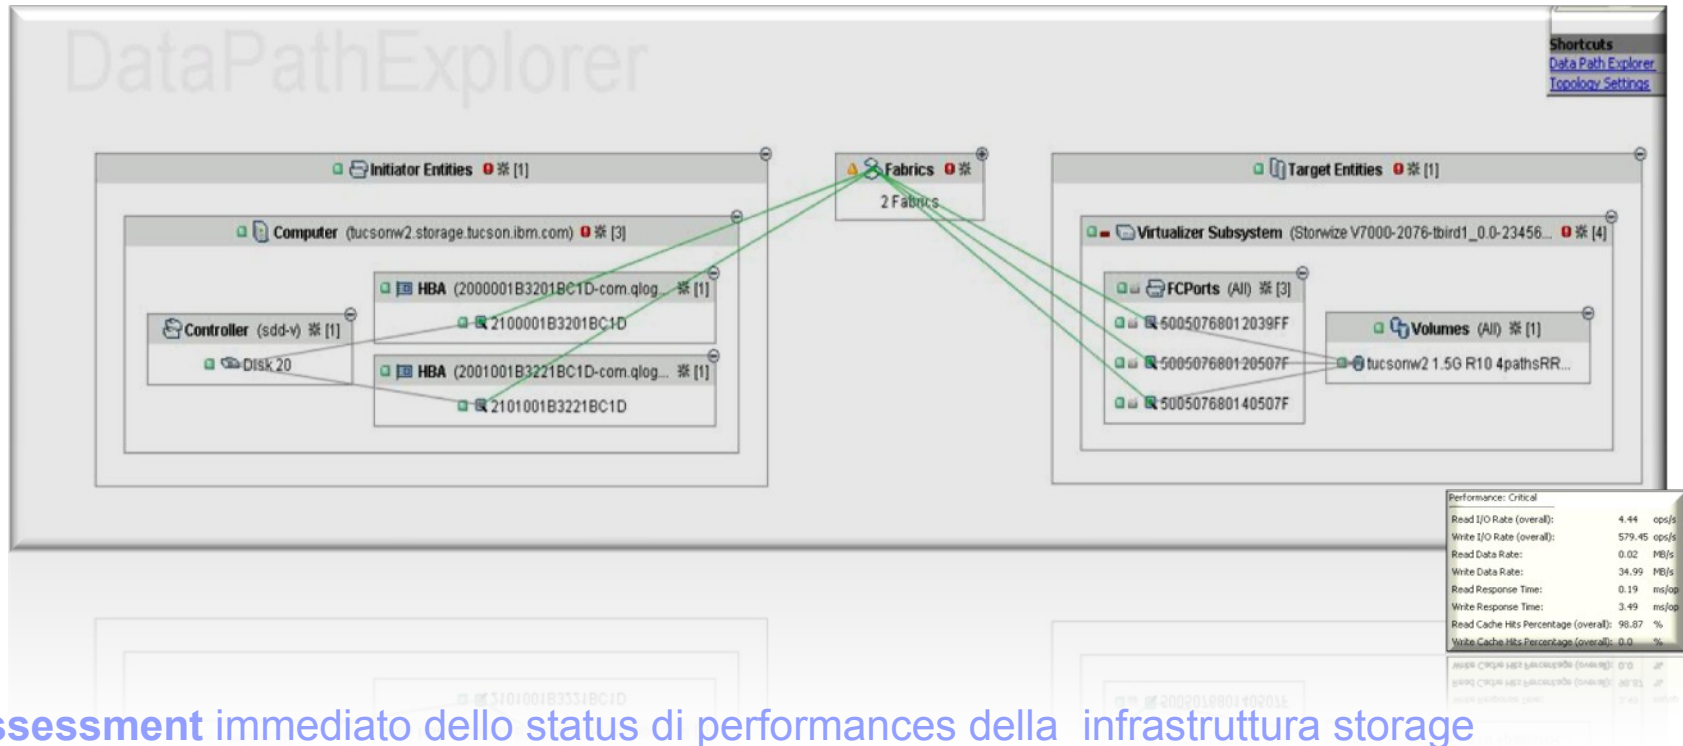 DataPathExplorer
Shortcuts
Data Path Explorer
Topology Settings
Initiator Entities [1]
Fabrics
2 Fabrics
Target Entities [1]
Computer (tucsonw2.storage.tucson.ibm.com) [3]
Virtualizer Subsystem (Storwize V7000-2076-tbird1_0.0-23456... [4]
HBA (2000001B3201BC1D-com.qlog... [1]
2100001B3201BC1D
Controller (sdd-v) [1]
Disk 20
HBA (2001001B3221BC1D-com.qlog... [1]
2101001B3221BC1D
FCPorts (All) [3]
50050768012039FF
500507680120507F
500507680140507F
Volumes (All) [1]
tucsonw2 1.5G R10 4pathsRR...
Performance: Critical
Read I/O Rate (overall): 4.44 ops/s
Write I/O Rate (overall): 579.45 ops/s
Read Data Rate: 0.02 MB/s
Write Data Rate: 34.99 MB/s
Read Response Time: 0.19 ms/op
Write Response Time: 3.49 ms/op
Read Cache Hits Percentage (overall): 98.87 %
Write Cache Hits Percentage (overall): 0.0 %
ssessment immediato dello status di performances della infrastruttura storage